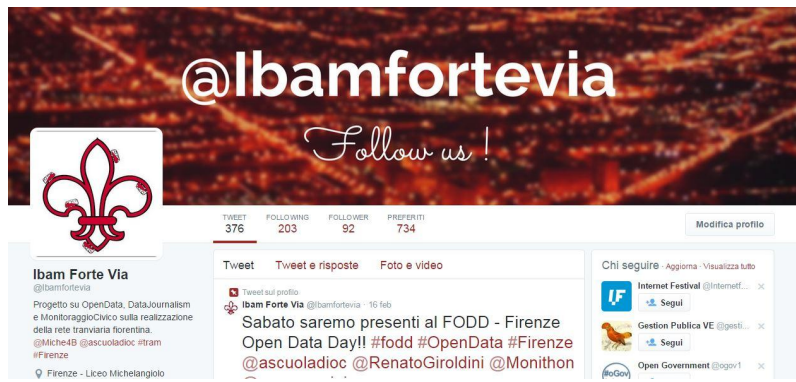 @Ibamfortevia
Follow us !
TWEET
376
FOLLOWING
203
FOLLOWER
92
PREFERITI
734
Modifica profilo
Ibam Forte Via
@Ibamfortevia
Progetto su OpenData, DataJournalism
e MonitoraggioCivico sulla realizzazione
della rete tranviaria fiorentina.
@Miche4B @ascuoladioc #tram
#Firenze
Firenze - Liceo Michelangiolo
Tweet Tweet e risposte Foto e video
Tweet sul profilo
Ibam Forte Via @Ibamfortevia · 16 feb
Sabato saremo presenti al FODD - Firenze
Open Data Day!! #fodd #OpenData #Firenze
@ascuoladioc @RenatoGiroldini @Monithon
Chi seguire · Aggiorna · Visualizza tutto
IF
Internet Festival @Internetf...
Segui
Gestion Publica VE @gesti...
Segui
#oGov
Open Government @ogov1